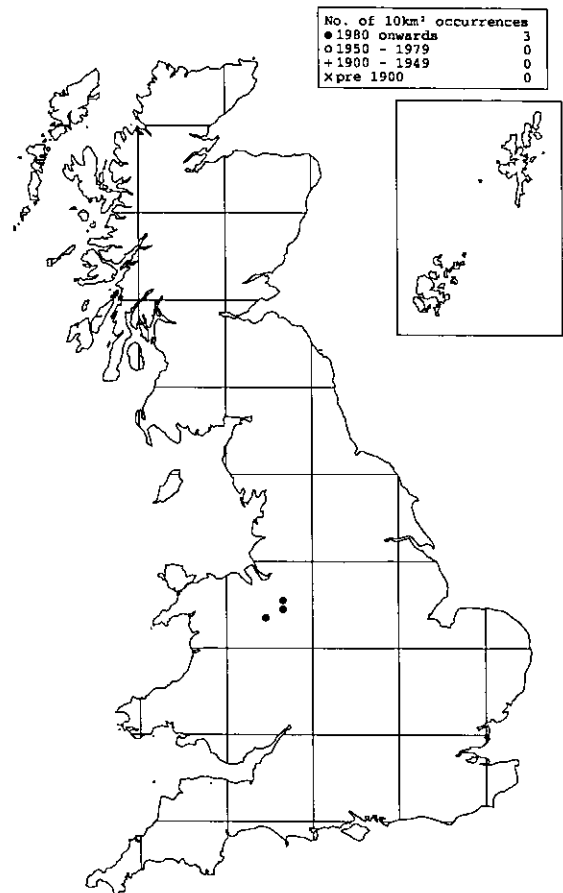 No. of 10km² occurrences
● 1980 onwards 3
o 1950 - 1979 0
+ 1900 - 1949 0
× pre 1900 0